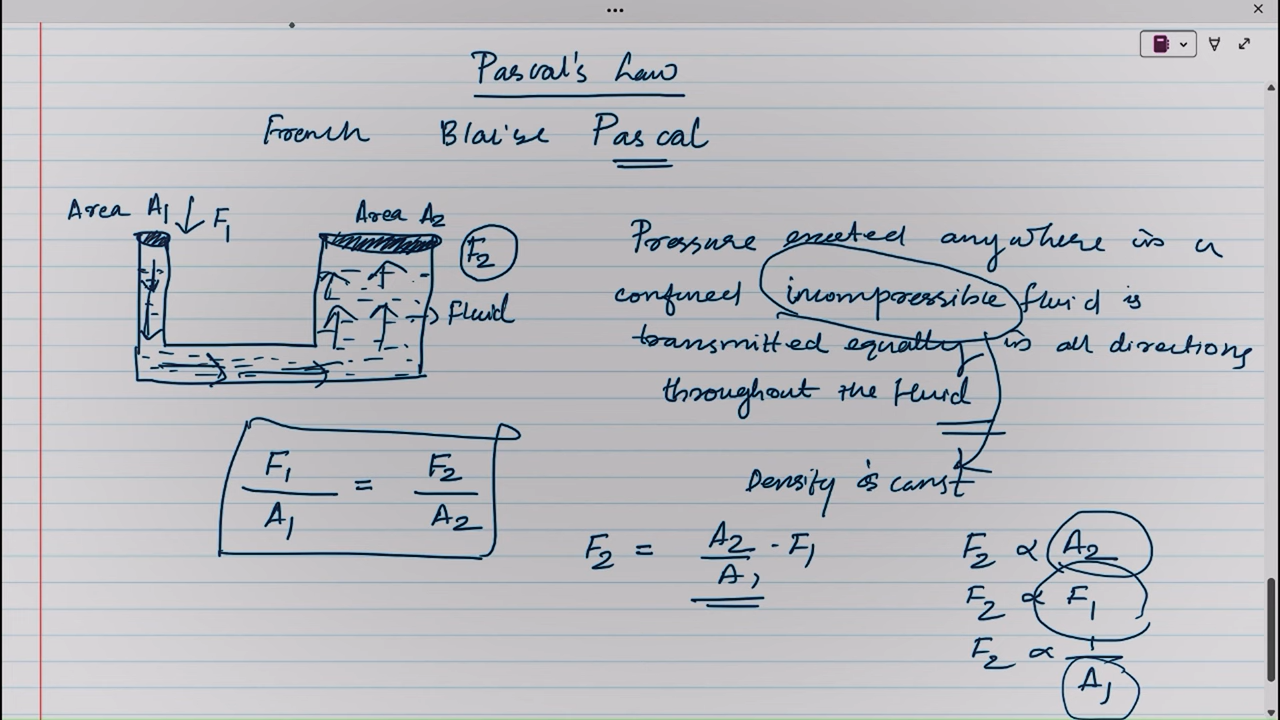 Pascal's Law
French Blaise Pascal
Area A₁ F₁
Area A₂
F₂
Fluid
Pressure exerted anywhere in a
confined incompressible fluid is
transmitted equally in all directions
throughout the fluid
Density is const
F₁/A₁ = F₂/A₂
F₂ = A₂/A₁ · F₁
F₂ ∝ A₂
F₂ ∝ F₁
F₂ ∝ 1/A₁